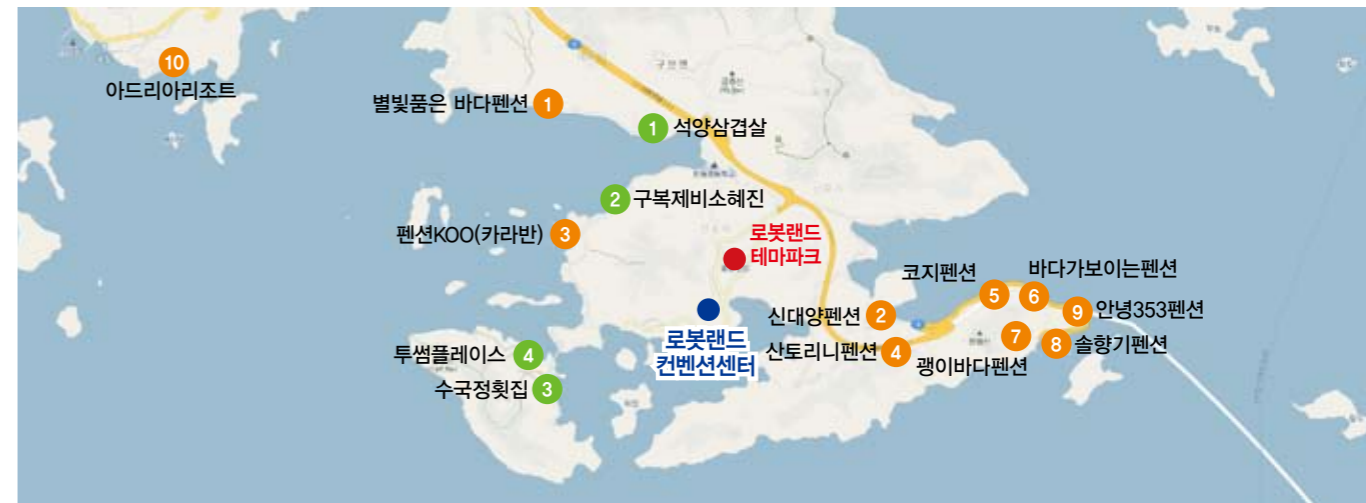 10
아드리아리조트
별빛품은 바다펜션 1
1 석양삼겹살
구복제비소혜진
2
펜션KOO(카라반) 3
로봇랜드
테마파크
로봇랜드
컨벤션센터
코지펜션 5
바다가보이는펜션
6
9 안녕353펜션
신대양펜션 2
산토리니펜션 4
7
괭이바다펜션
8 솔향기펜션
투썸플레이스 4
수국정횟집 3